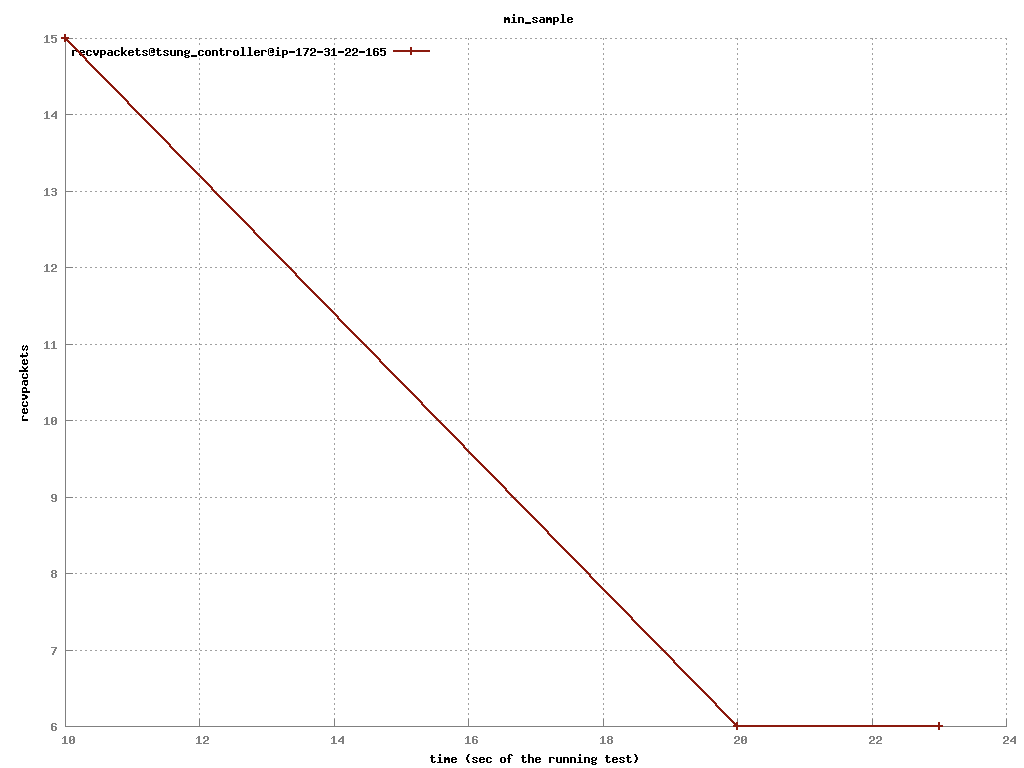 min_sample
recvpackets@tsung_controller@ip-172-31-22-165
15
14
13
12
11
10
9
8
7
6
recvpackets
10 12 14 16 18 20 22 24
time (sec of the running test)